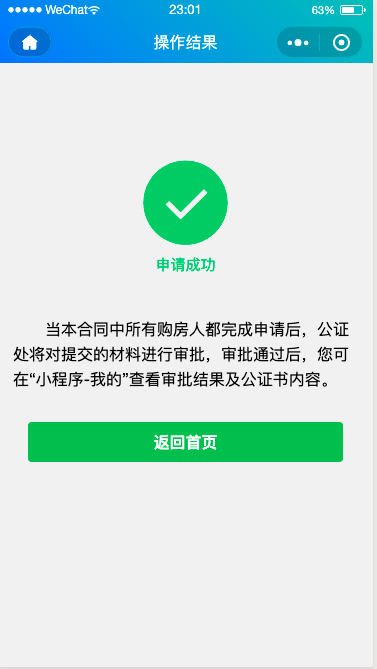 WeChat 23:01 63%
操作结果
申请成功
当本合同中所有购房人都完成申请后，公证
处将对提交的材料进行审批，审批通过后，您可
在“小程序-我的”查看审批结果及公证书内容。
返回首页